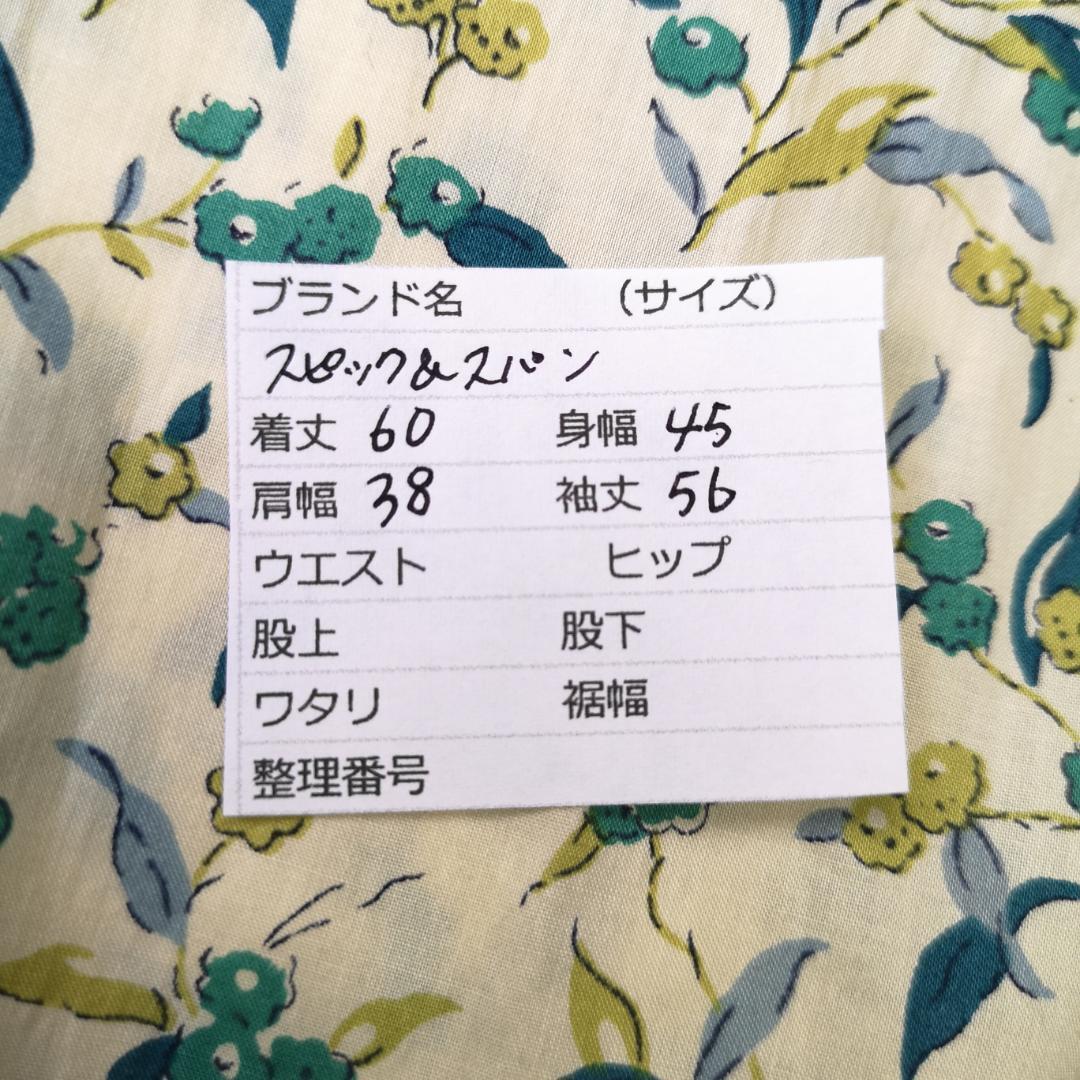 ブランド名 （サイズ）
スピック&スパン
着丈 60 身幅 45
肩幅 38 袖丈 56
ウエスト ヒップ
股上 股下
ワタリ 裾幅
整理番号